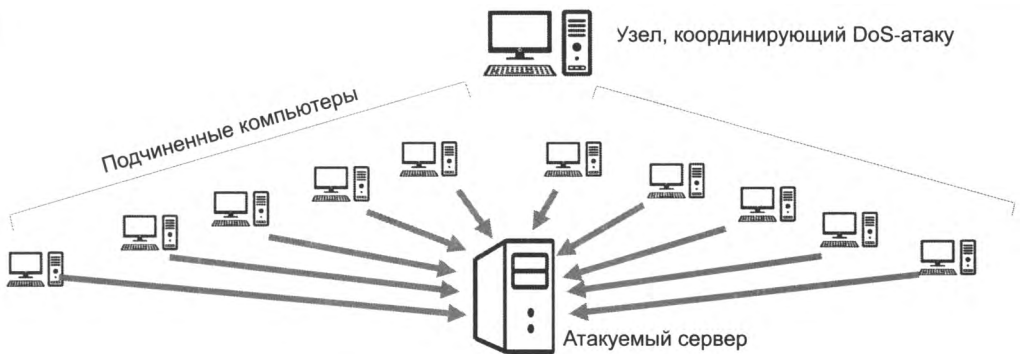 Узел, координирующий DoS-атаку
Подчиненные компьютеры
Атакуемый сервер